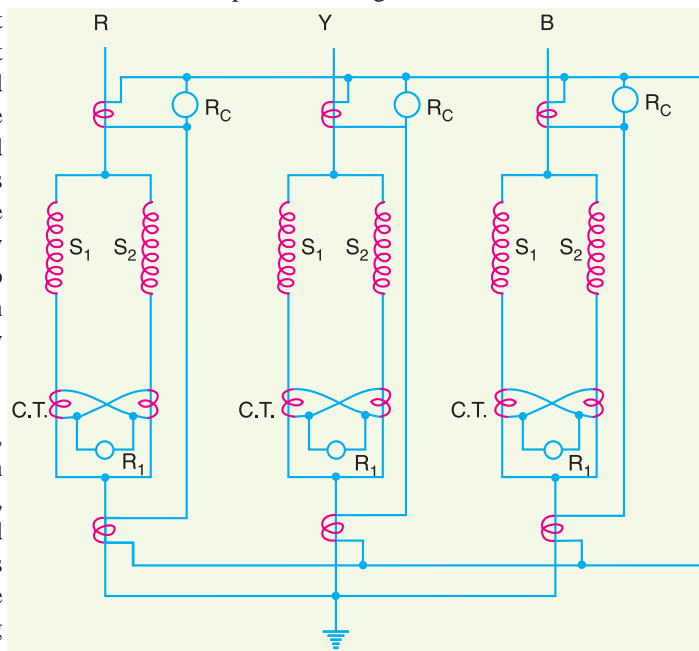 R Y B
R_C R_C R_C
S_1 S_2 S_1 S_2 S_1 S_2
C.T. C.T. C.T.
R_1 R_1 R_1